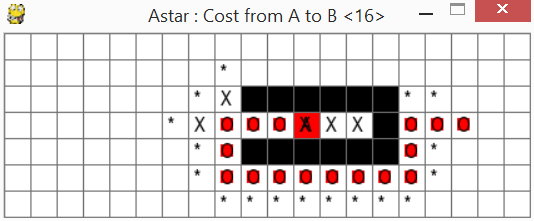 Astar : Cost from A to B <16>
*
* X * *
* X O O O X X X O O O
* O O *
* O O O O O O O O *
* * * * * * * *